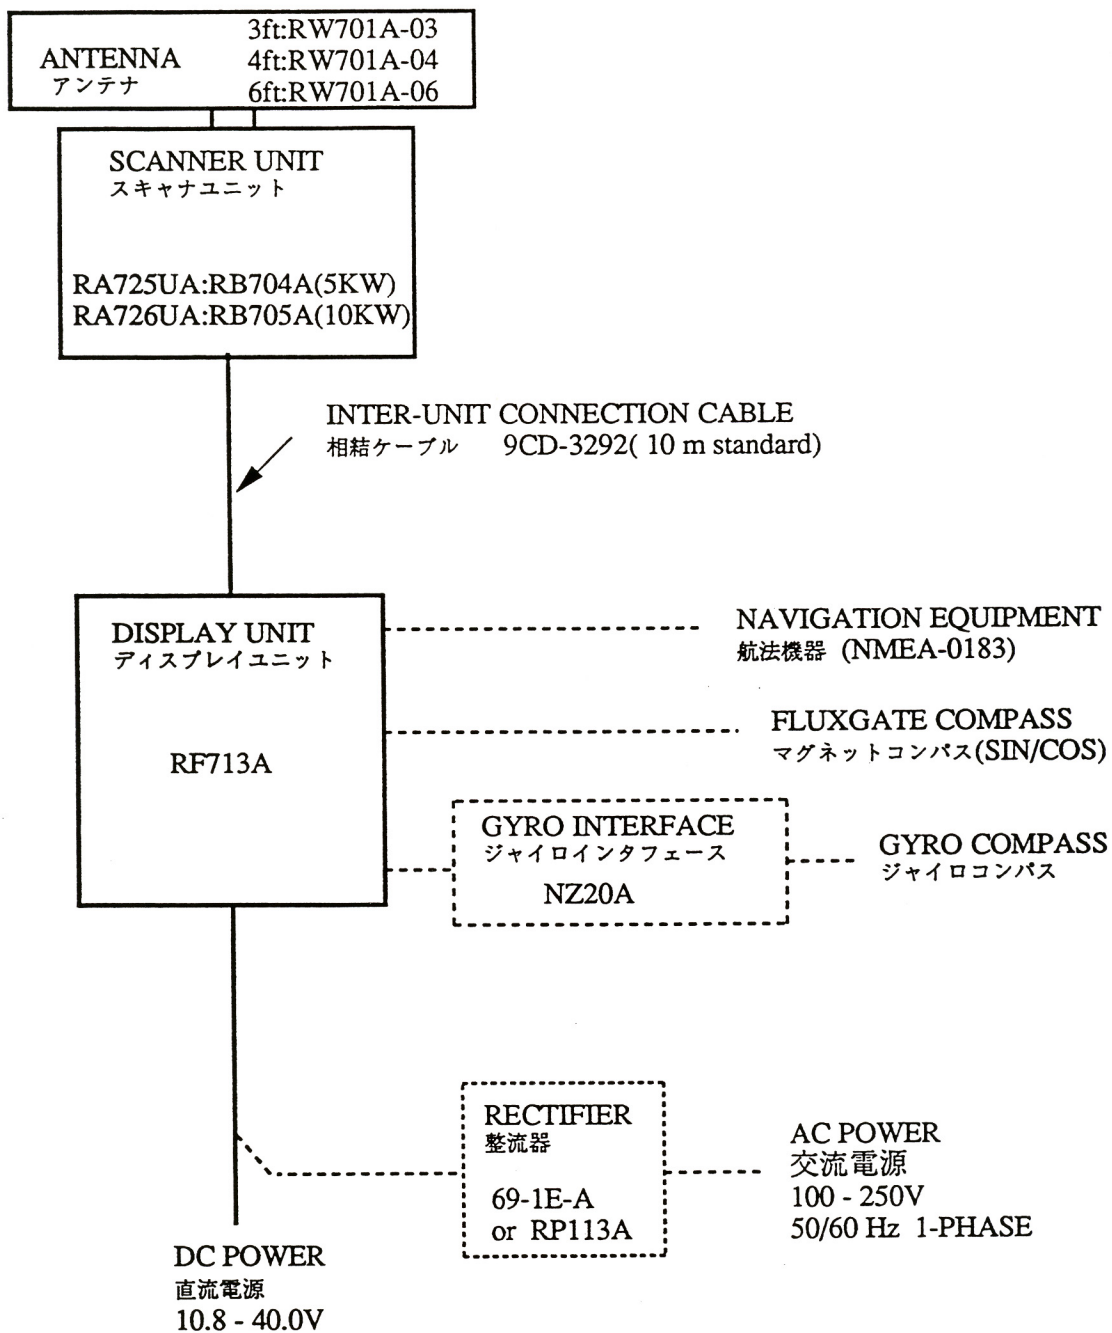 3ft:RW701A-03
ANTENNA 4ft:RW701A-04
アンテナ 6ft:RW701A-06
SCANNER UNIT
スキャナユニット
RA725UA:RB704A(5KW)
RA726UA:RB705A(10KW)
INTER-UNIT CONNECTION CABLE
相結ケーブル 9CD-3292( 10 m standard)
DISPLAY UNIT
ディスプレイユニット
RF713A
NAVIGATION EQUIPMENT
航法機器 (NMEA-0183)
FLUXGATE COMPASS
マグネットコンパス(SIN/COS)
GYRO INTERFACE
ジャイロインタフェース
NZ20A
GYRO COMPASS
ジャイロコンパス
RECTIFIER
整流器
69-1E-A
or RP113A
AC POWER
交流電源
100 - 250V
50/60 Hz 1-PHASE
DC POWER
直流電源
10.8 - 40.0V